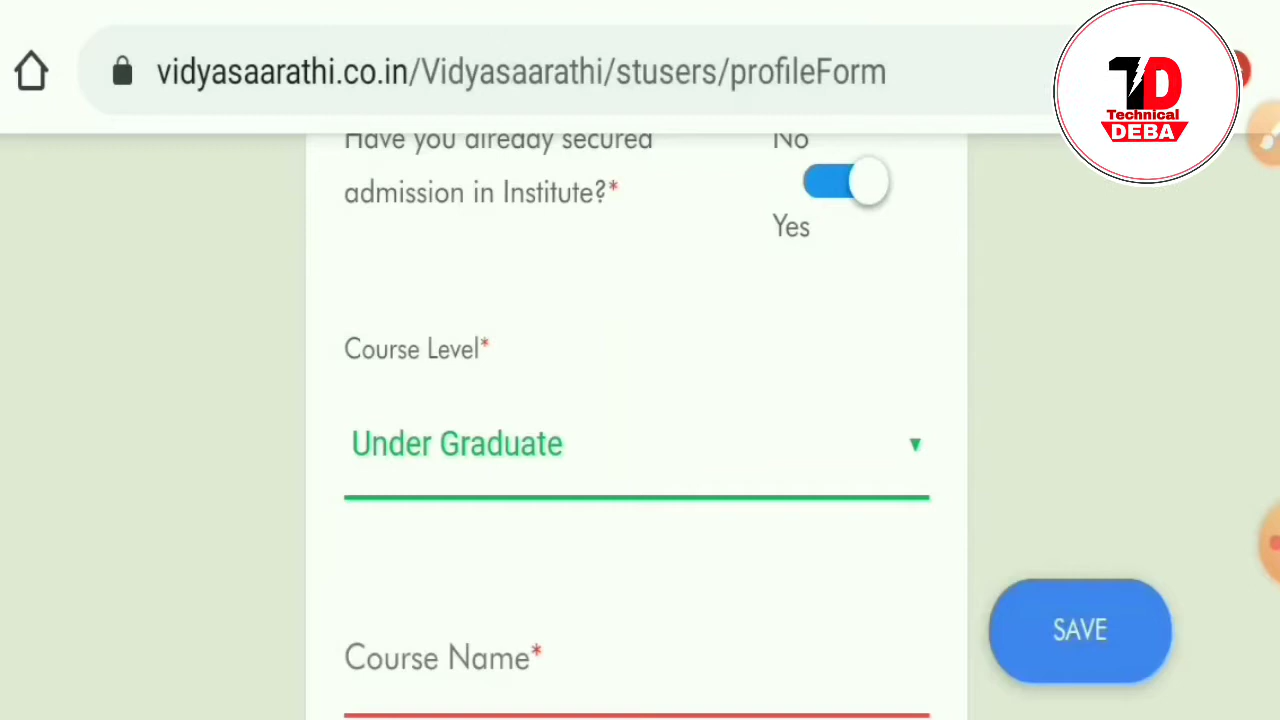 vidyasaarathi.co.in/Vidyasaarathi/stusers/profileForm
TD
Technical
DEBA
Have you already secured
admission in Institute?*
No
Yes
Course Level*
Under Graduate
SAVE
Course Name*